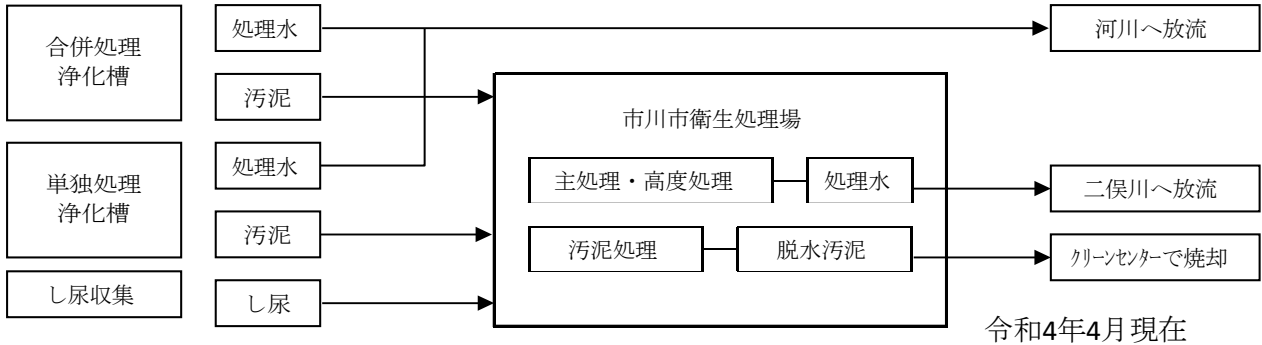 合併処理
浄化槽
処理水
汚泥
河川へ放流
単独処理
浄化槽
処理水
汚泥
し尿収集
し尿
市川市衛生処理場
主処理・高度処理
処理水
二俣川へ放流
汚泥処理
脱水汚泥
ｸﾘｰﾝｾﾝﾀｰで焼却
令和4年4月現在